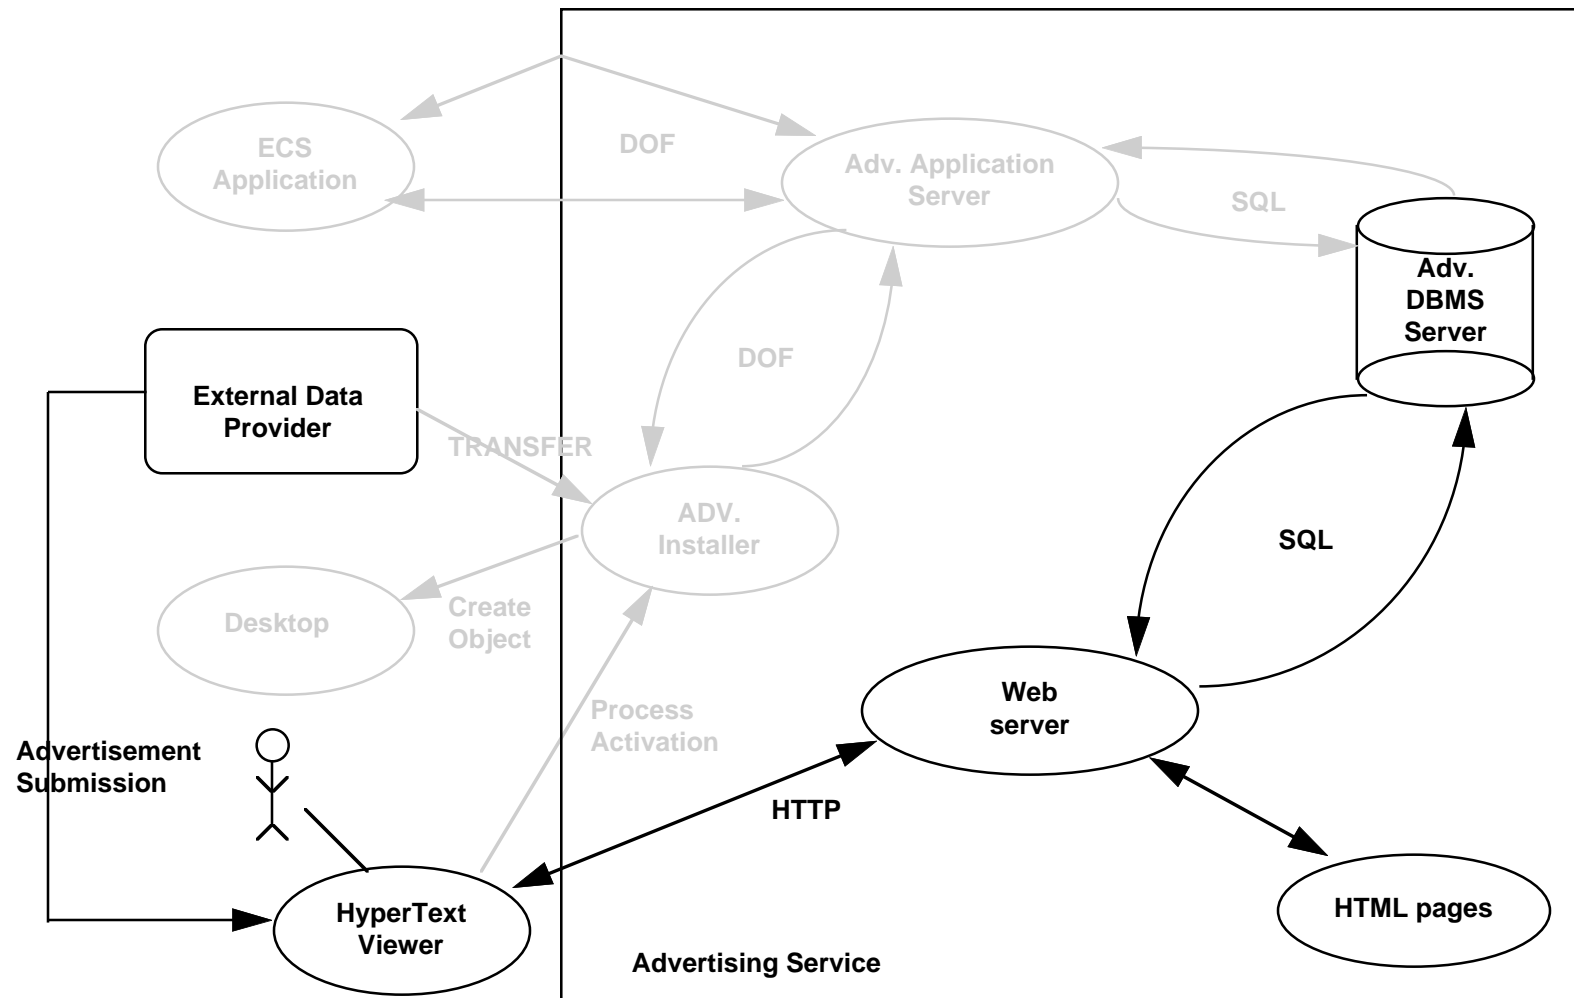 ECS
Application
DOF
Adv. Application
Server
SQL
Adv.
DBMS
Server
DOF
External Data
Provider
TRANSFER
ADV.
Installer
SQL
Desktop
Create
Object
Web
server
Process
Activation
Advertisement
Submission
HTTP
HyperText
Viewer
HTML pages
Advertising Service